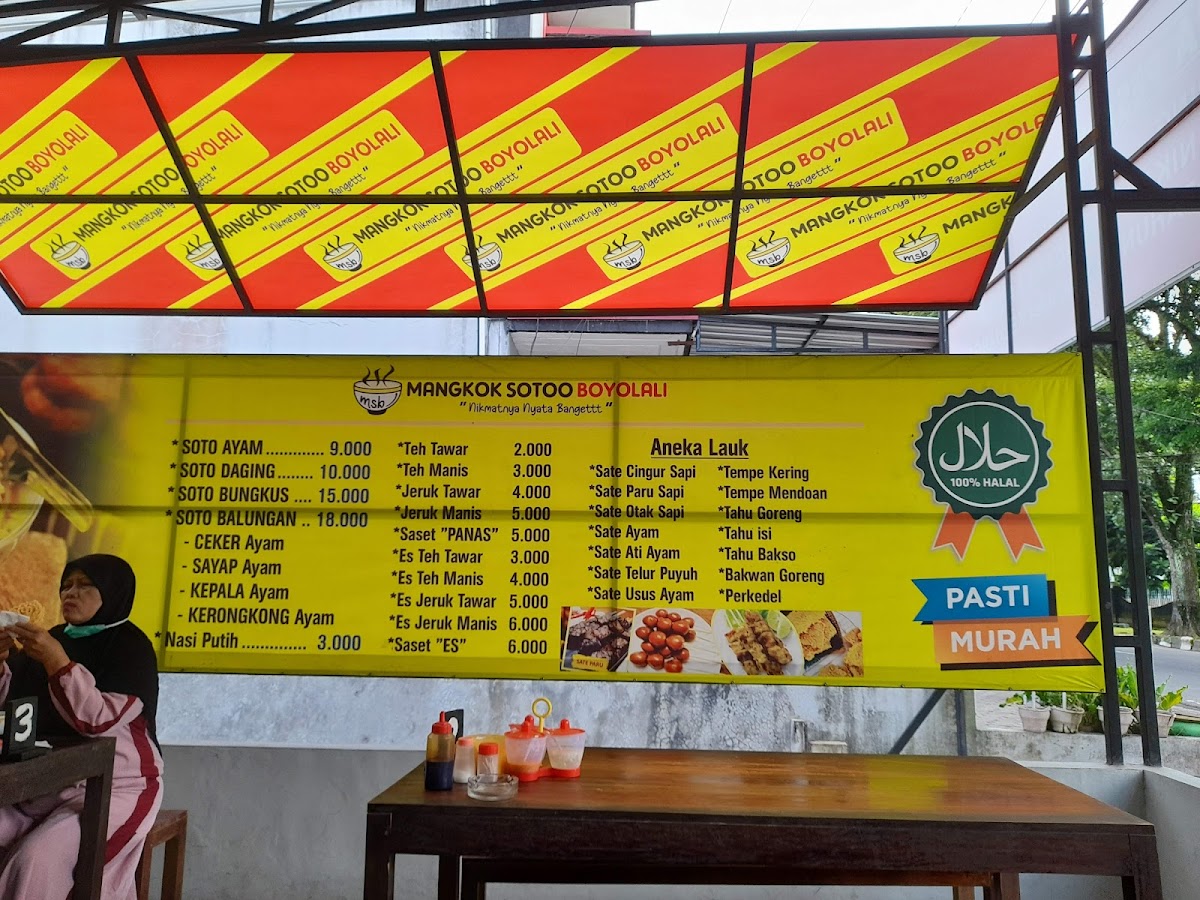 MANGKOK SOTOO BOYOLALI
"Nikmatnya Nyata Bangettt"
msb
MANGKOK SOTOO BOYOLALI
"Nikmatnya Nyata Bangettt"
* SOTO AYAM ............. 9.000
* SOTO DAGING ........ 10.000
* SOTO BUNGKUS .... 15.000
* SOTO BALUNGAN .. 18.000
- CEKER Ayam
- SAYAP Ayam
- KEPALA Ayam
- KERONGKONG Ayam
*Nasi Putih .............. 3.000
*Teh Tawar 2.000
*Teh Manis 3.000
*Jeruk Tawar 4.000
*Jeruk Manis 5.000
*Saset "PANAS" 5.000
*Es Teh Tawar 3.000
*Es Teh Manis 4.000
*Es Jeruk Tawar 5.000
*Es Jeruk Manis 6.000
*Saset "ES" 6.000
Aneka Lauk
*Sate Cingur Sapi
*Sate Paru Sapi
*Sate Otak Sapi
*Sate Ayam
*Sate Ati Ayam
*Sate Telur Puyuh
*Sate Usus Ayam
*Tempe Kering
*Tempe Mendoan
*Tahu Goreng
*Tahu isi
*Tahu Bakso
*Bakwan Goreng
*Perkedel
SATE PARU
حلال
100% HALAL
PASTI
MURAH
3